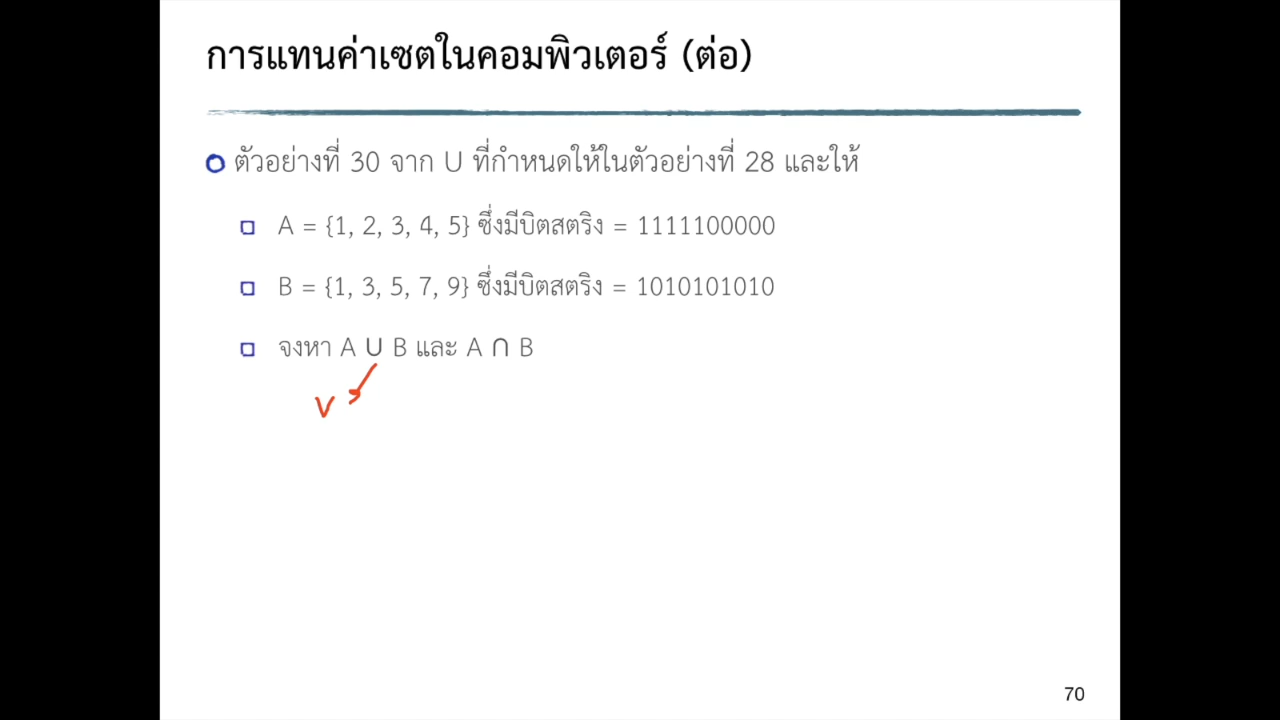 การแทนค่าเซตในคอมพิวเตอร์ (ต่อ)
ตัวอย่างที่ 30 จาก U ที่กำหนดให้ในตัวอย่างที่ 28 และให้
A = {1, 2, 3, 4, 5} ซึ่งมีบิตสตริง = 1111100000
B = {1, 3, 5, 7, 9} ซึ่งมีบิตสตริง = 1010101010
จงหา A ∪ B และ A ∩ B
V
70